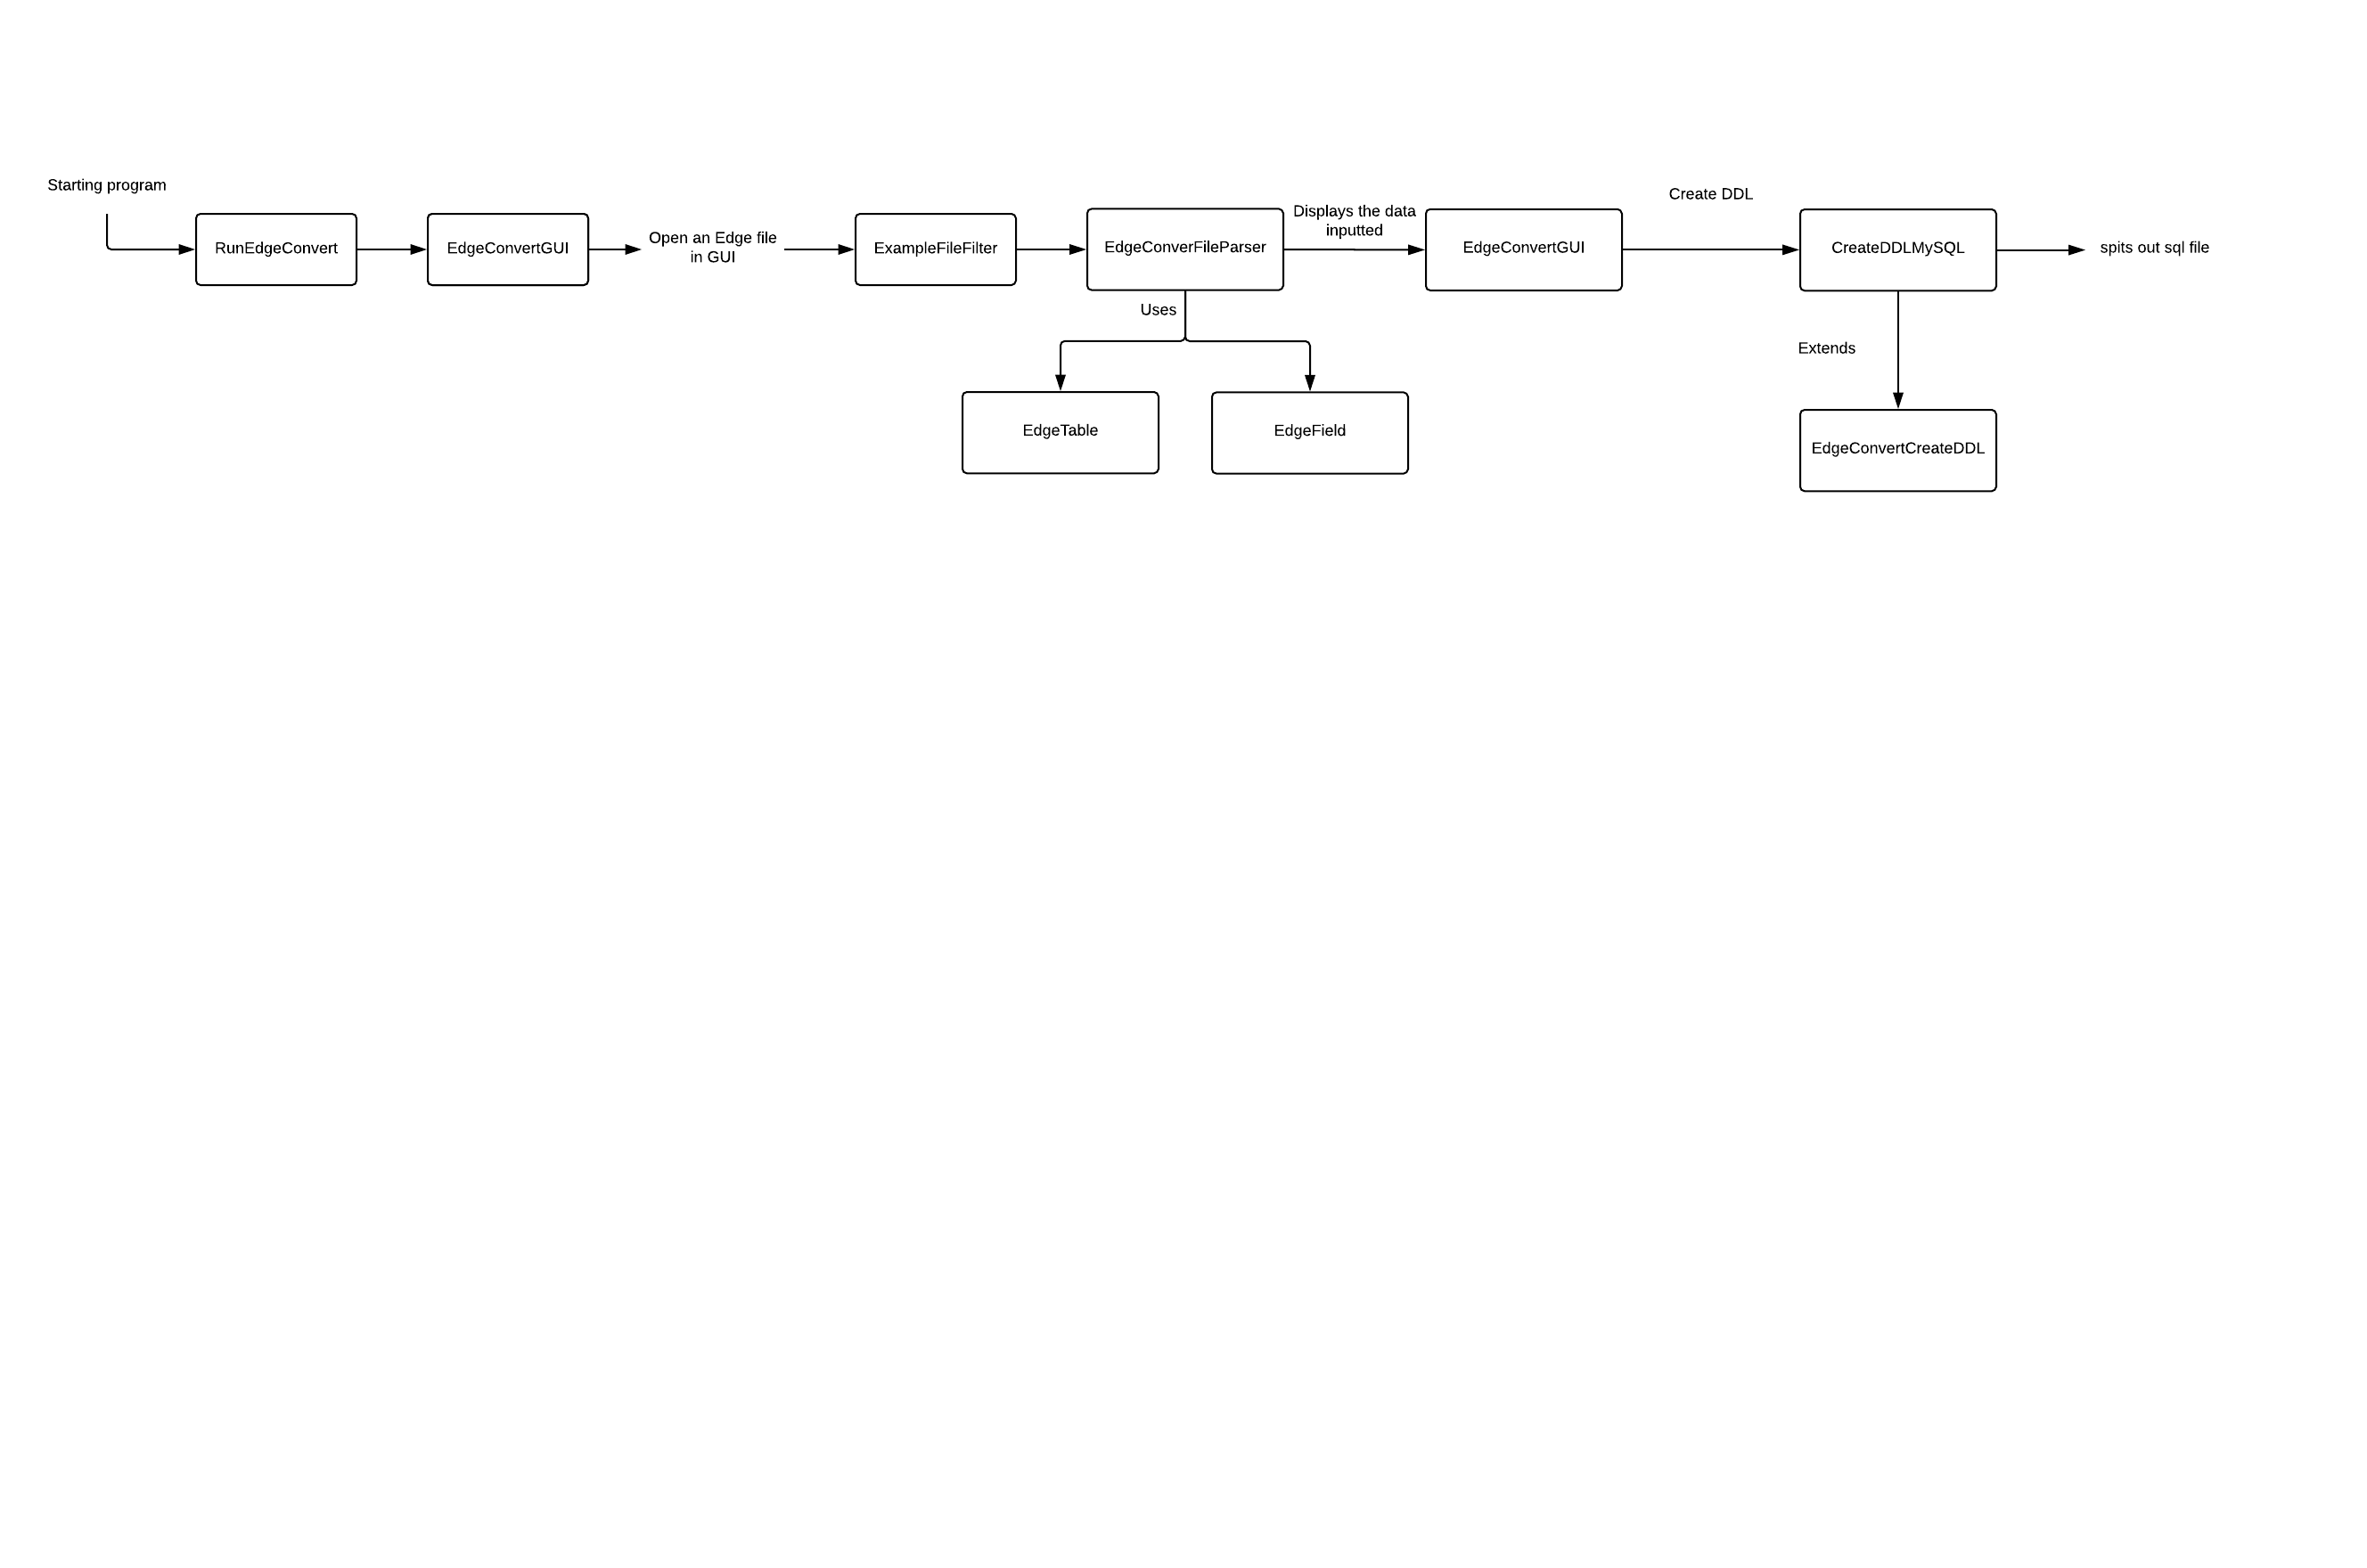 Starting program
RunEdgeConvert
EdgeConvertGUI
Open an Edge file
in GUI
ExampleFileFilter
EdgeConverFileParser
Displays the data
inputted
EdgeConvertGUI
Create DDL
CreateDDLMySQL
spits out sql file
Uses
Extends
EdgeTable
EdgeField
EdgeConvertCreateDDL